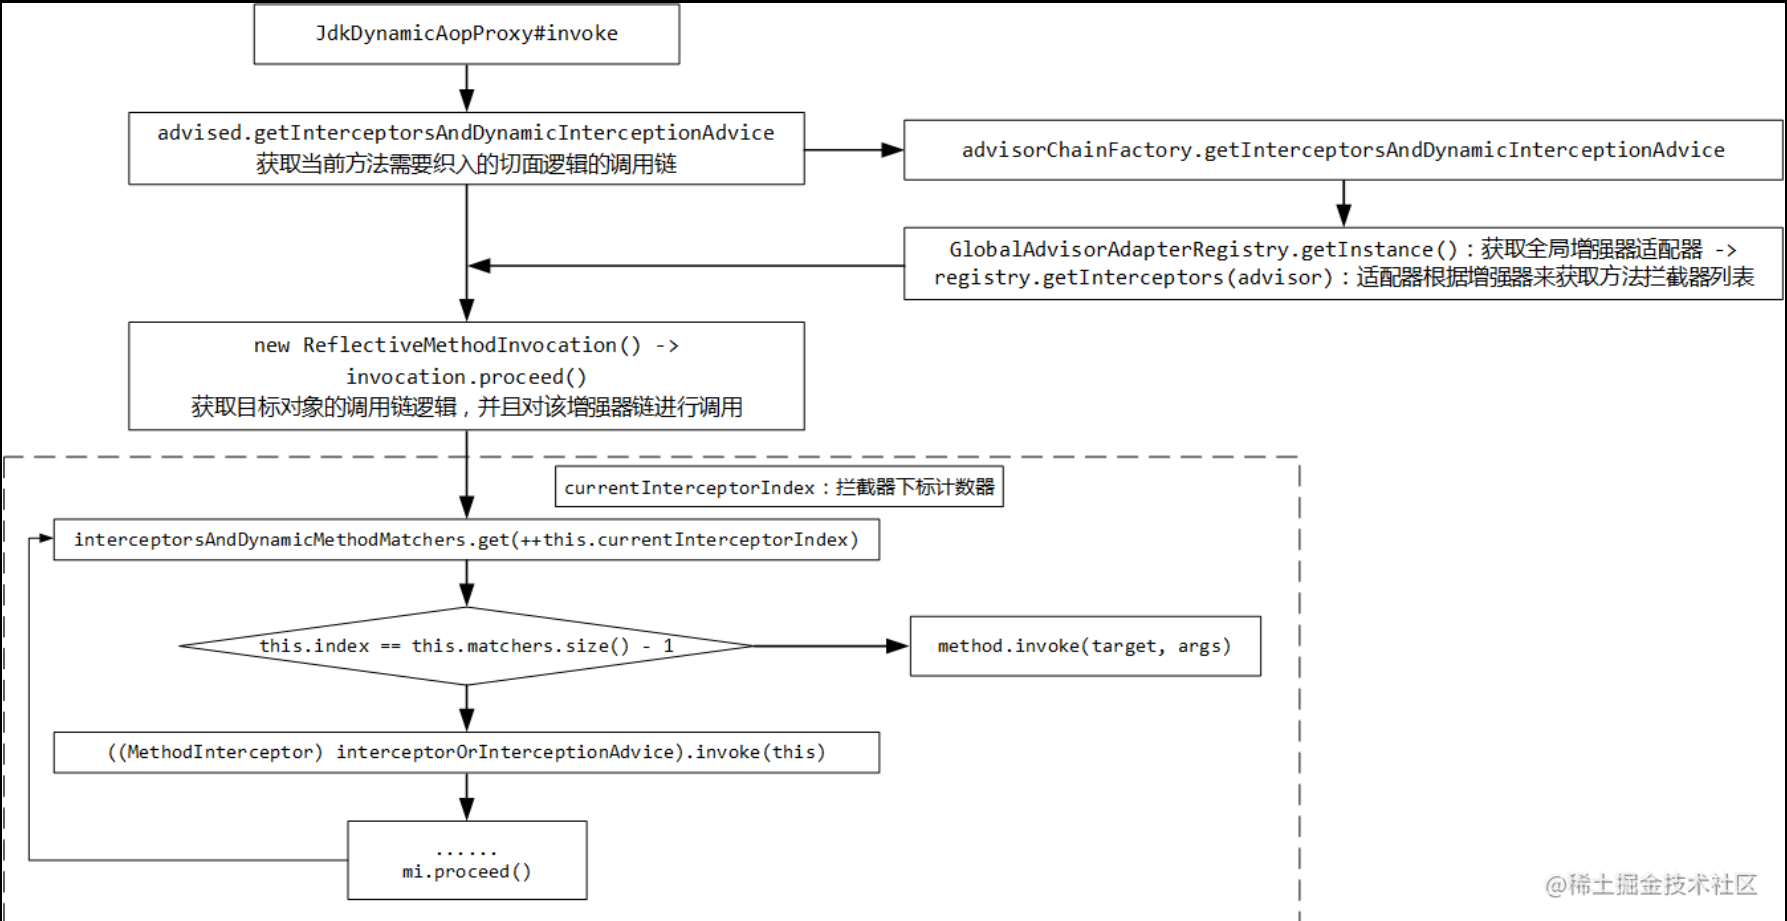 JdkDynamicAopProxy#invoke
advised.getInterceptorsAndDynamicInterceptionAdvice
获取当前方法需要织入的切面逻辑的调用链
advisorChainFactory.getInterceptorsAndDynamicInterceptionAdvice
GlobalAdvisorAdapterRegistry.getInstance()：获取全局增强器适配器 ->
registry.getInterceptors(advisor)：适配器根据增强器来获取方法拦截器列表
new ReflectiveMethodInvocation() ->
invocation.proceed()
获取目标对象的调用链逻辑，并且对该增强器链进行调用
currentInterceptorIndex：拦截器下标计数器
interceptorsAndDynamicMethodMatchers.get(++this.currentInterceptorIndex)
this.index == this.matchers.size() - 1
method.invoke(target, args)
((MethodInterceptor) interceptorOrInterceptionAdvice).invoke(this)
......
mi.proceed()
@稀土掘金技术社区